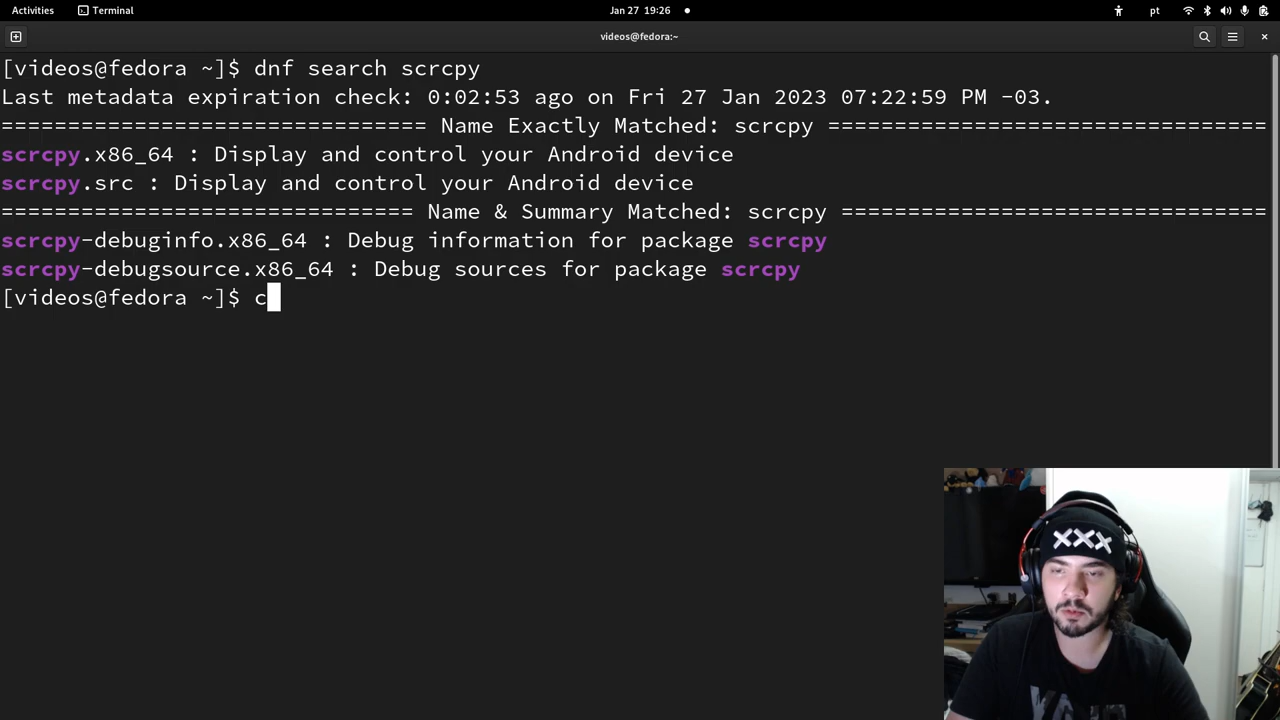 Activities Terminal Jan 27 19:26 pt
videos@fedora:~
[videos@fedora ~]$ dnf search scrcpy
Last metadata expiration check: 0:02:53 ago on Fri 27 Jan 2023 07:22:59 PM -03.
================================ Name Exactly Matched: scrcpy =================================
scrcpy.x86_64 : Display and control your Android device
scrcpy.src : Display and control your Android device
=============================== Name & Summary Matched: scrcpy ================================
scrcpy-debuginfo.x86_64 : Debug information for package scrcpy
scrcpy-debugsource.x86_64 : Debug sources for package scrcpy
[videos@fedora ~]$ c
XXX